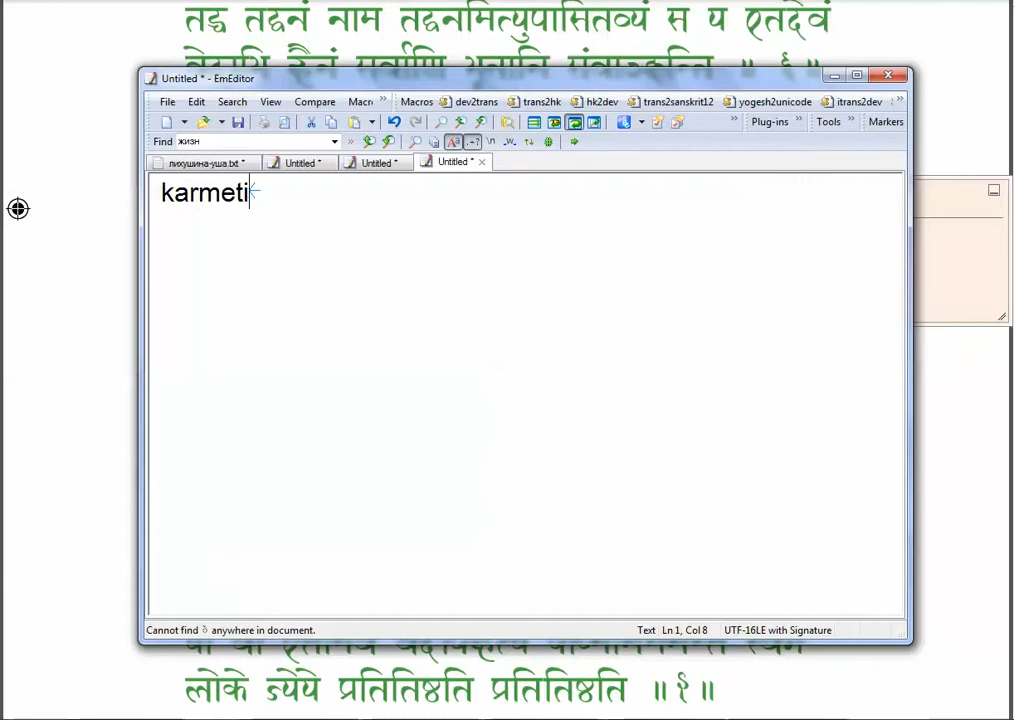 तद्ध तद्वनं नाम तद्वनमित्युपासितव्यं स य एतदेवं
Untitled * - EmEditor
File Edit Search View Compare Macr » Macros dev2trans trans2hk hk2dev trans2sanskrit12 yogesh2unicode itrans2dev
Plug-ins » Tools » Markers
Find жизн
лихушина-уша.txt * Untitled * Untitled * Untitled *
karmeti
Cannot find ò anywhere in document. Text Ln 1, Col 8 UTF-16LE with Signature
लोके ज्येये प्रतितिष्ठति प्रतितिष्ठति ॥९॥